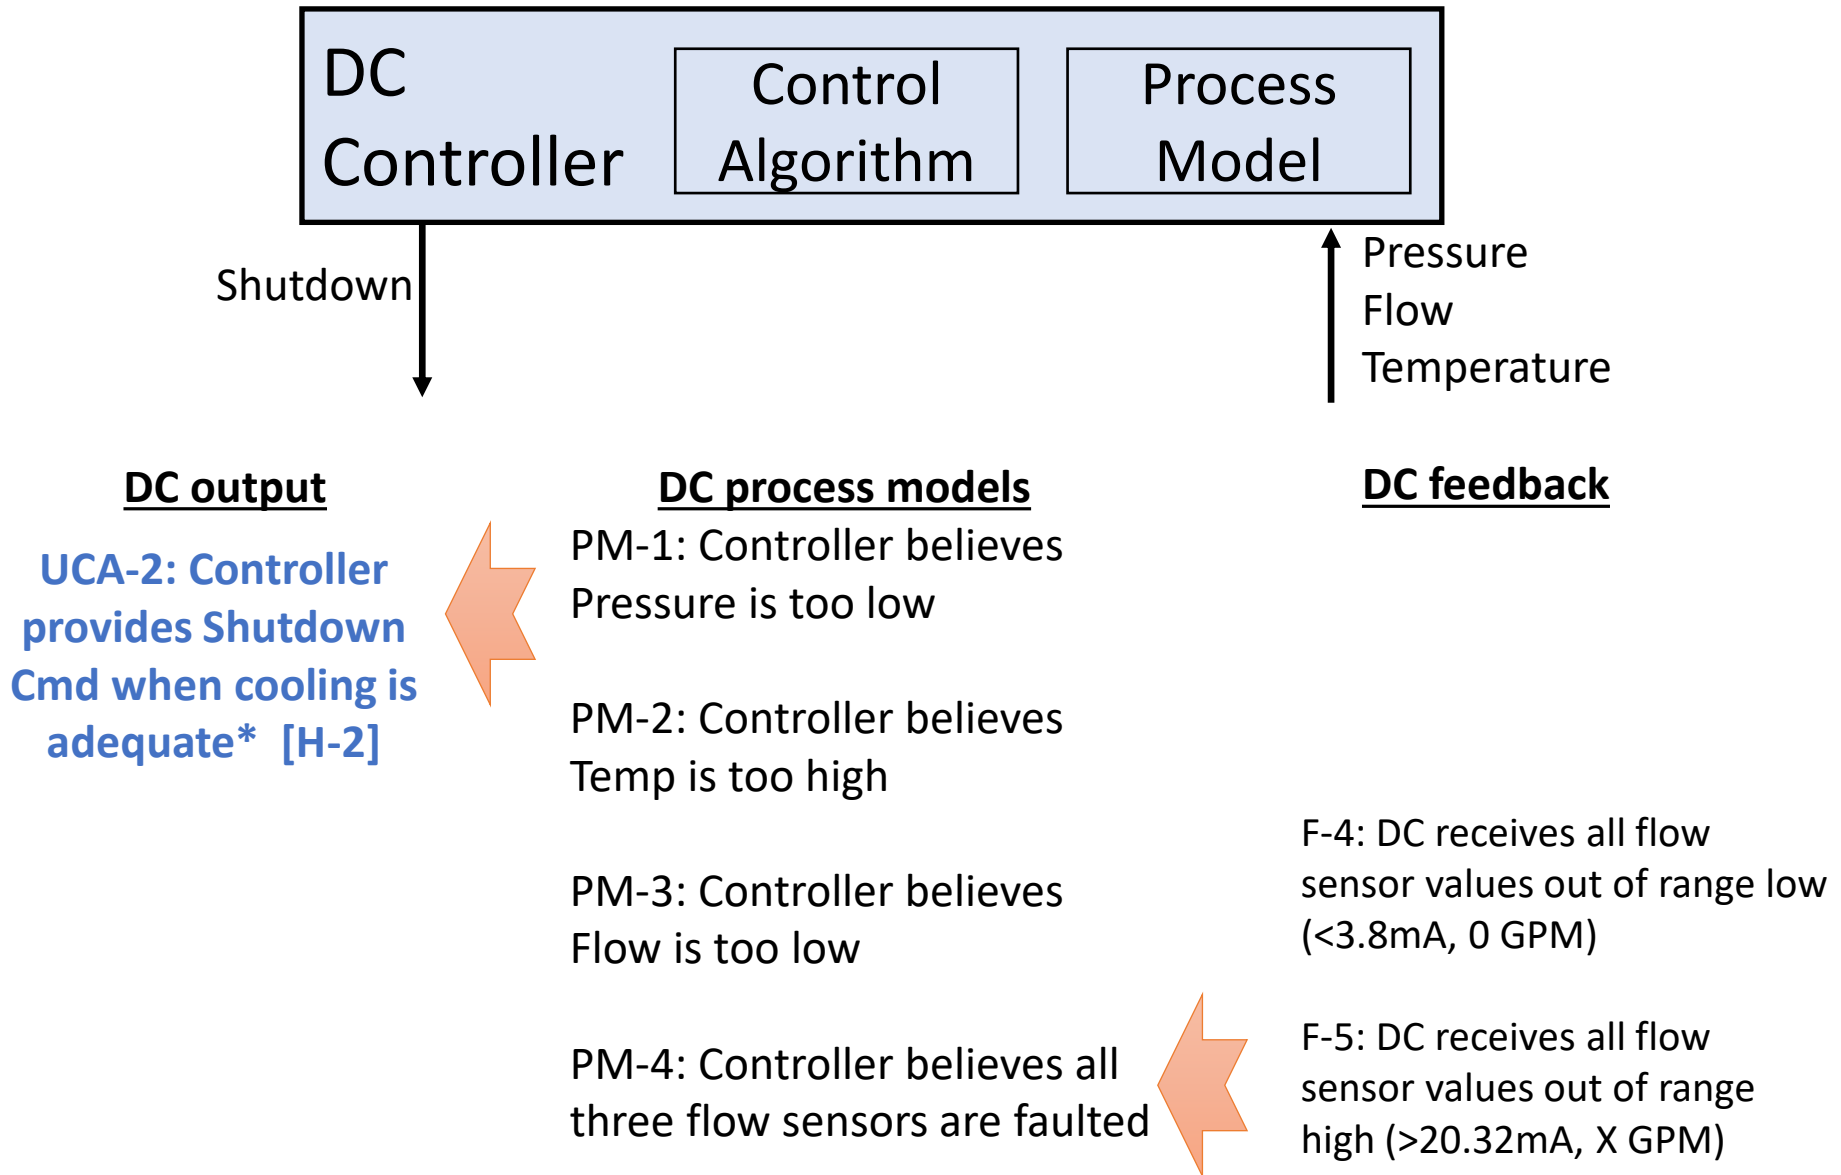 DC
Controller
Control
Algorithm
Process
Model
Shutdown
Pressure
Flow
Temperature
DC output
UCA-2: Controller
provides Shutdown
Cmd when cooling is
adequate* [H-2]
DC process models
PM-1: Controller believes
Pressure is too low
PM-2: Controller believes
Temp is too high
PM-3: Controller believes
Flow is too low
PM-4: Controller believes all
three flow sensors are faulted
DC feedback
F-4: DC receives all flow
sensor values out of range low
(<3.8mA, 0 GPM)
F-5: DC receives all flow
sensor values out of range
high (>20.32mA, X GPM)